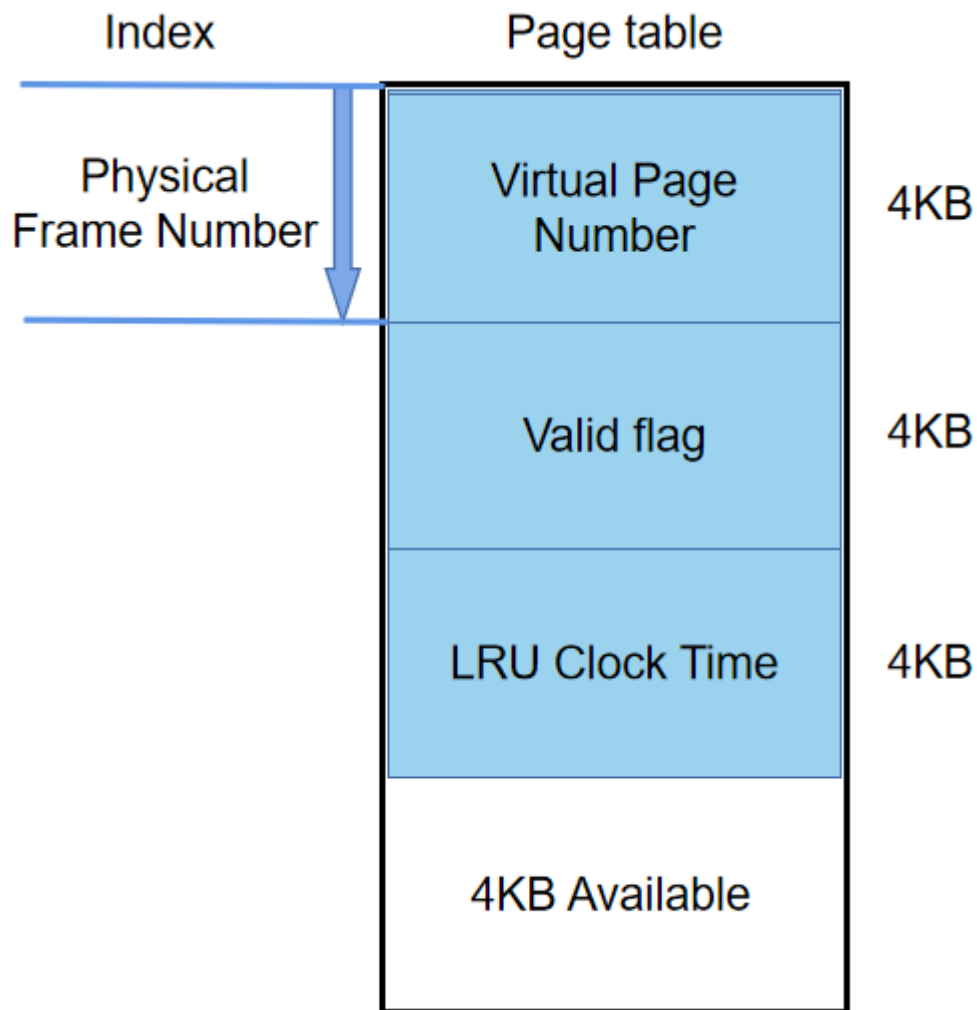 Index
Page table
Physical
Frame Number
Virtual Page
Number
4KB
Valid flag
4KB
LRU Clock Time
4KB
4KB Available